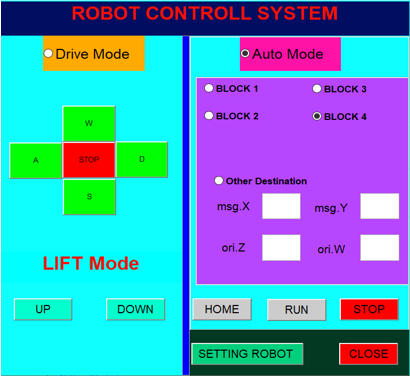 ROBOT CONTROLL SYSTEM
Drive Mode
Auto Mode
BLOCK 1
BLOCK 3
BLOCK 2
BLOCK 4
W
A
STOP
D
S
Other Destination
msg.X
msg.Y
ori.Z
ori.W
LIFT Mode
UP
DOWN
HOME
RUN
STOP
SETTING ROBOT
CLOSE